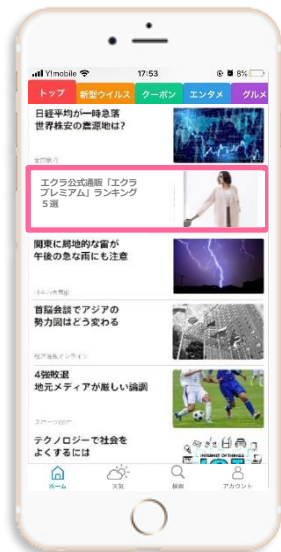 Y!mobile 17:53 8%
トップ 新型ウイルス クーポン エンタメ グルメ
日経平均が一時急落
世界株安の震源地は?
エクラ公式通販「エクラ
プレミアム」ランキング
5選
関東に局地的な雷が
午後の急な雨にも注意
首脳会談でアジアの
勢力図はどう変わる
4強敗退
地元メディアが厳しい論調
テクノロジーで社会を
よくするには
INTERNET OF THINGS
ホーム 天気 検索 アカウント